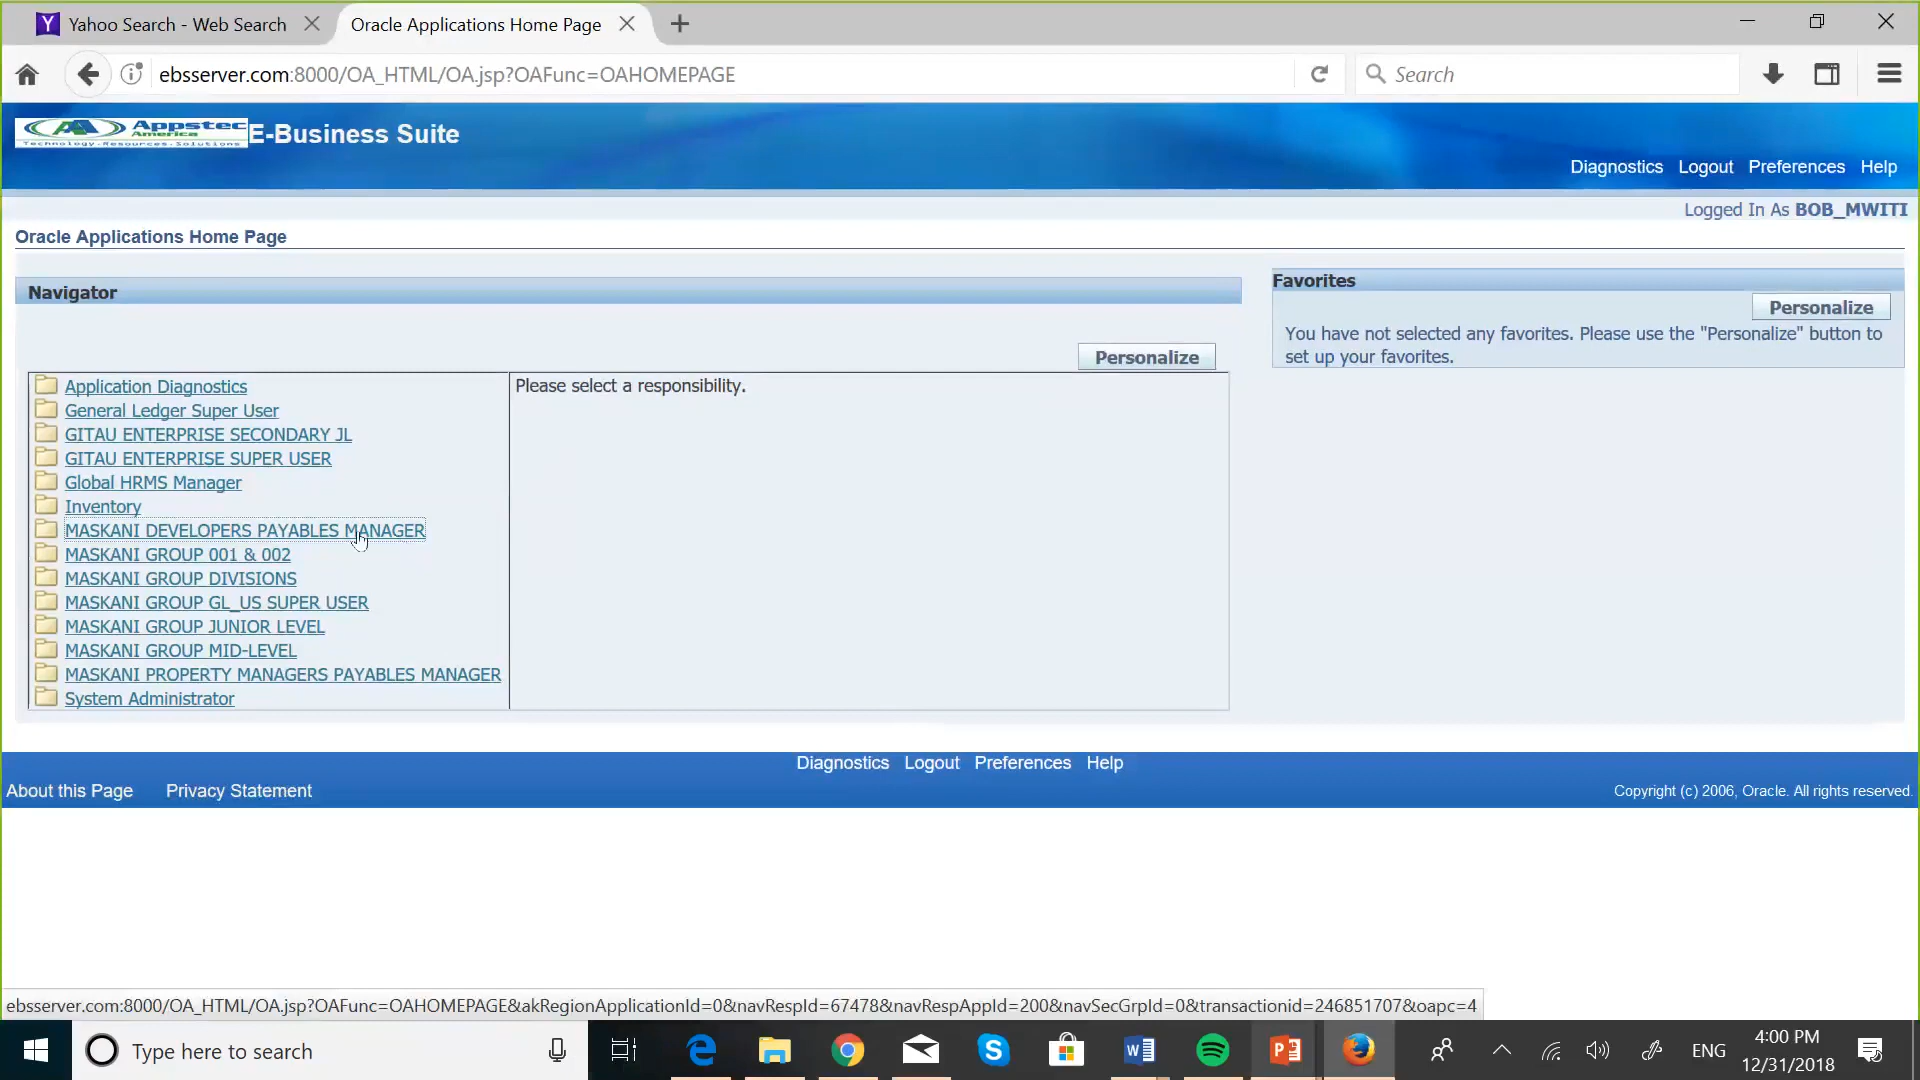 Yahoo Search - Web Search
Oracle Applications Home Page
ebsserver.com:8000/OA_HTML/OA.jsp?OAFunc=OAHOMEPAGE
Search
Appstec
America
Technology.Resources.Solutions
E-Business Suite
Diagnostics Logout Preferences Help
Logged In As BOB_MWITI
Oracle Applications Home Page
Navigator
Personalize
Application Diagnostics
General Ledger Super User
GITAU ENTERPRISE SECONDARY JL
GITAU ENTERPRISE SUPER USER
Global HRMS Manager
Inventory
MASKANI DEVELOPERS PAYABLES MANAGER
MASKANI GROUP 001 & 002
MASKANI GROUP DIVISIONS
MASKANI GROUP GL_US SUPER USER
MASKANI GROUP JUNIOR LEVEL
MASKANI GROUP MID-LEVEL
MASKANI PROPERTY MANAGERS PAYABLES MANAGER
System Administrator
Please select a responsibility.
Favorites
Personalize
You have not selected any favorites. Please use the "Personalize" button to
set up your favorites.
Diagnostics Logout Preferences Help
About this Page Privacy Statement
Copyright (c) 2006, Oracle. All rights reserved.
ebsserver.com:8000/OA_HTML/OA.jsp?OAFunc=OAHOMEPAGE&akRegionApplicationId=0&navRespId=67478&navRespAppId=200&navSecGrpId=0&transactionid=246851707&oapc=4
Type here to search
ENG
4:00 PM
12/31/2018